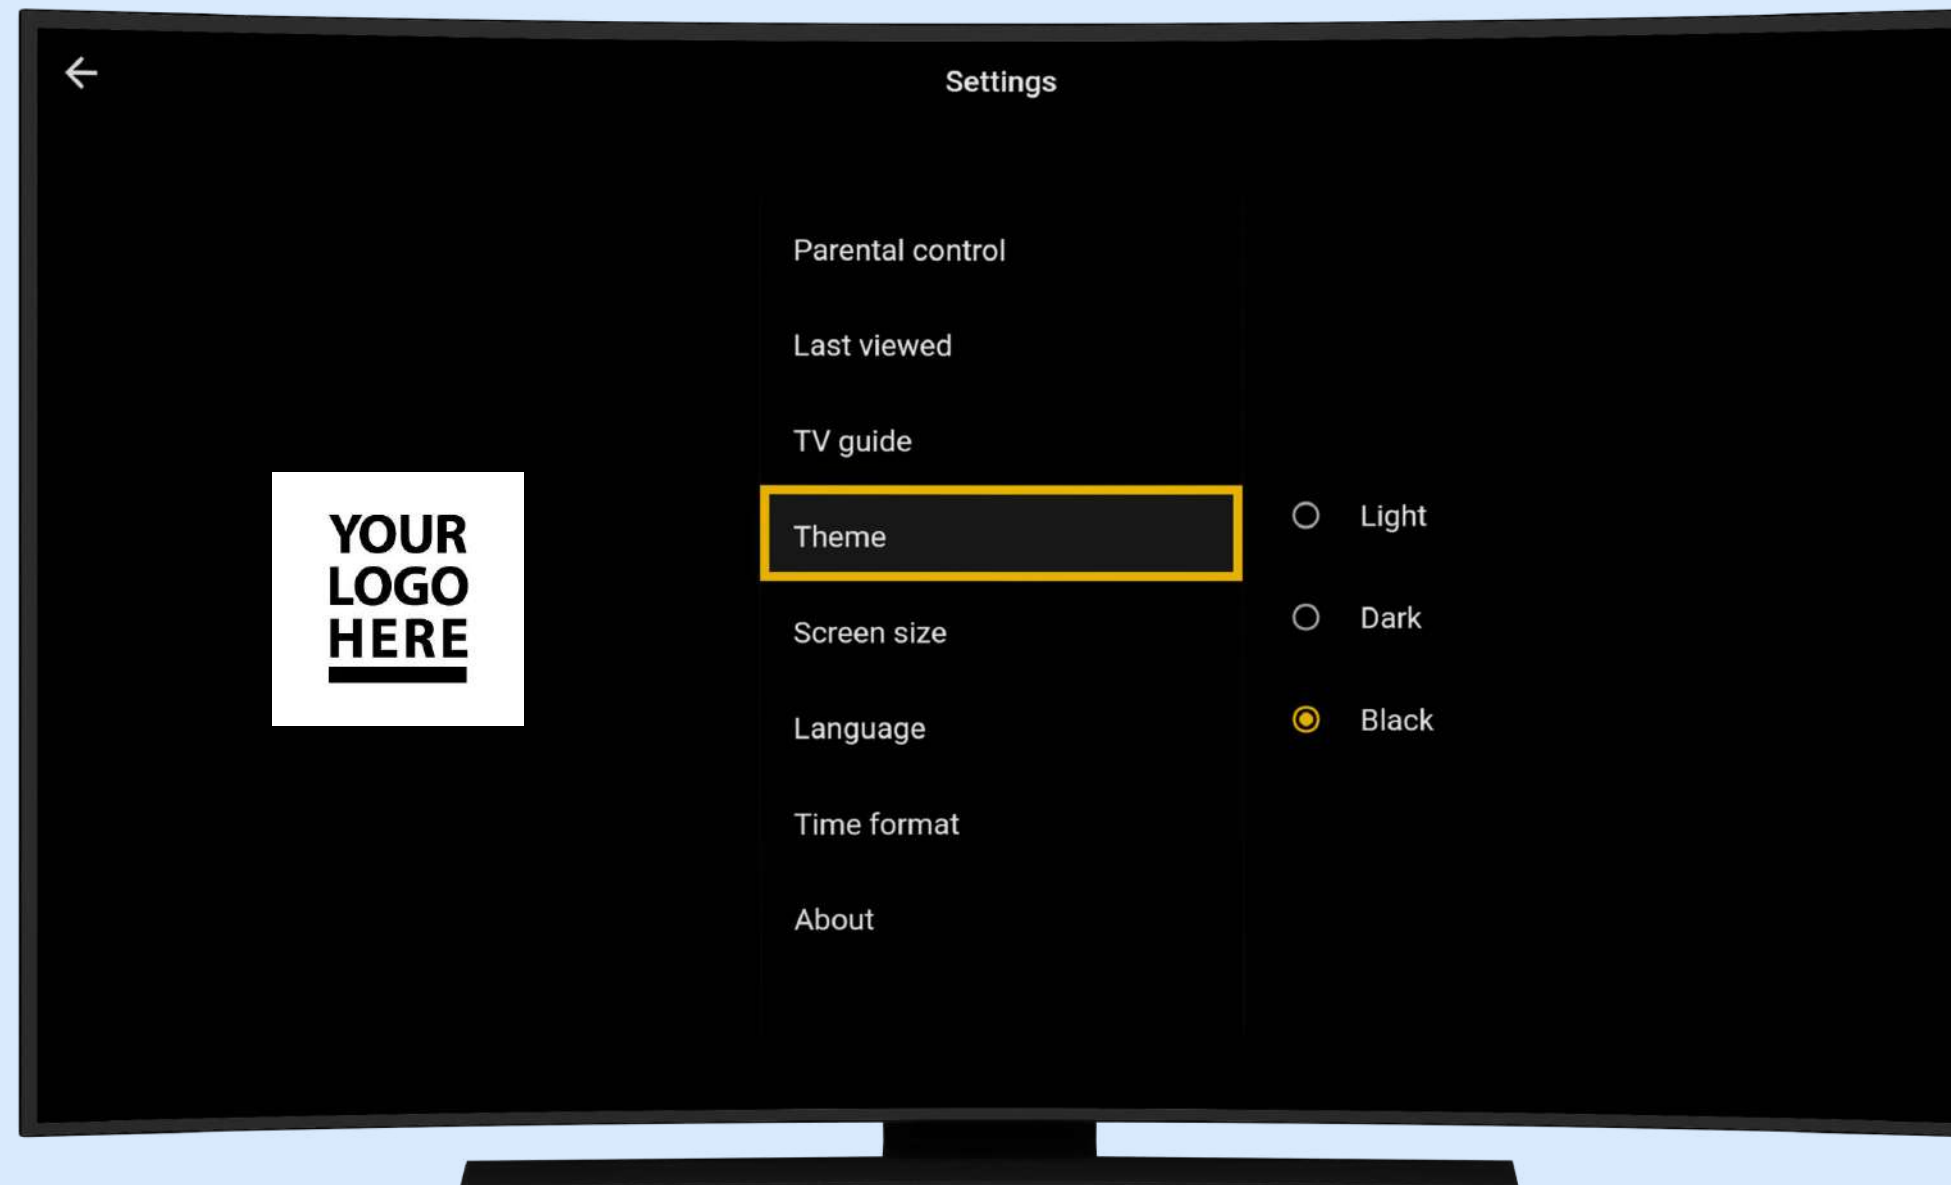 Settings
Parental control
Last viewed
TV guide
Theme
Screen size
Language
Time format
About
YOUR
LOGO
HERE
Light
Dark
Black